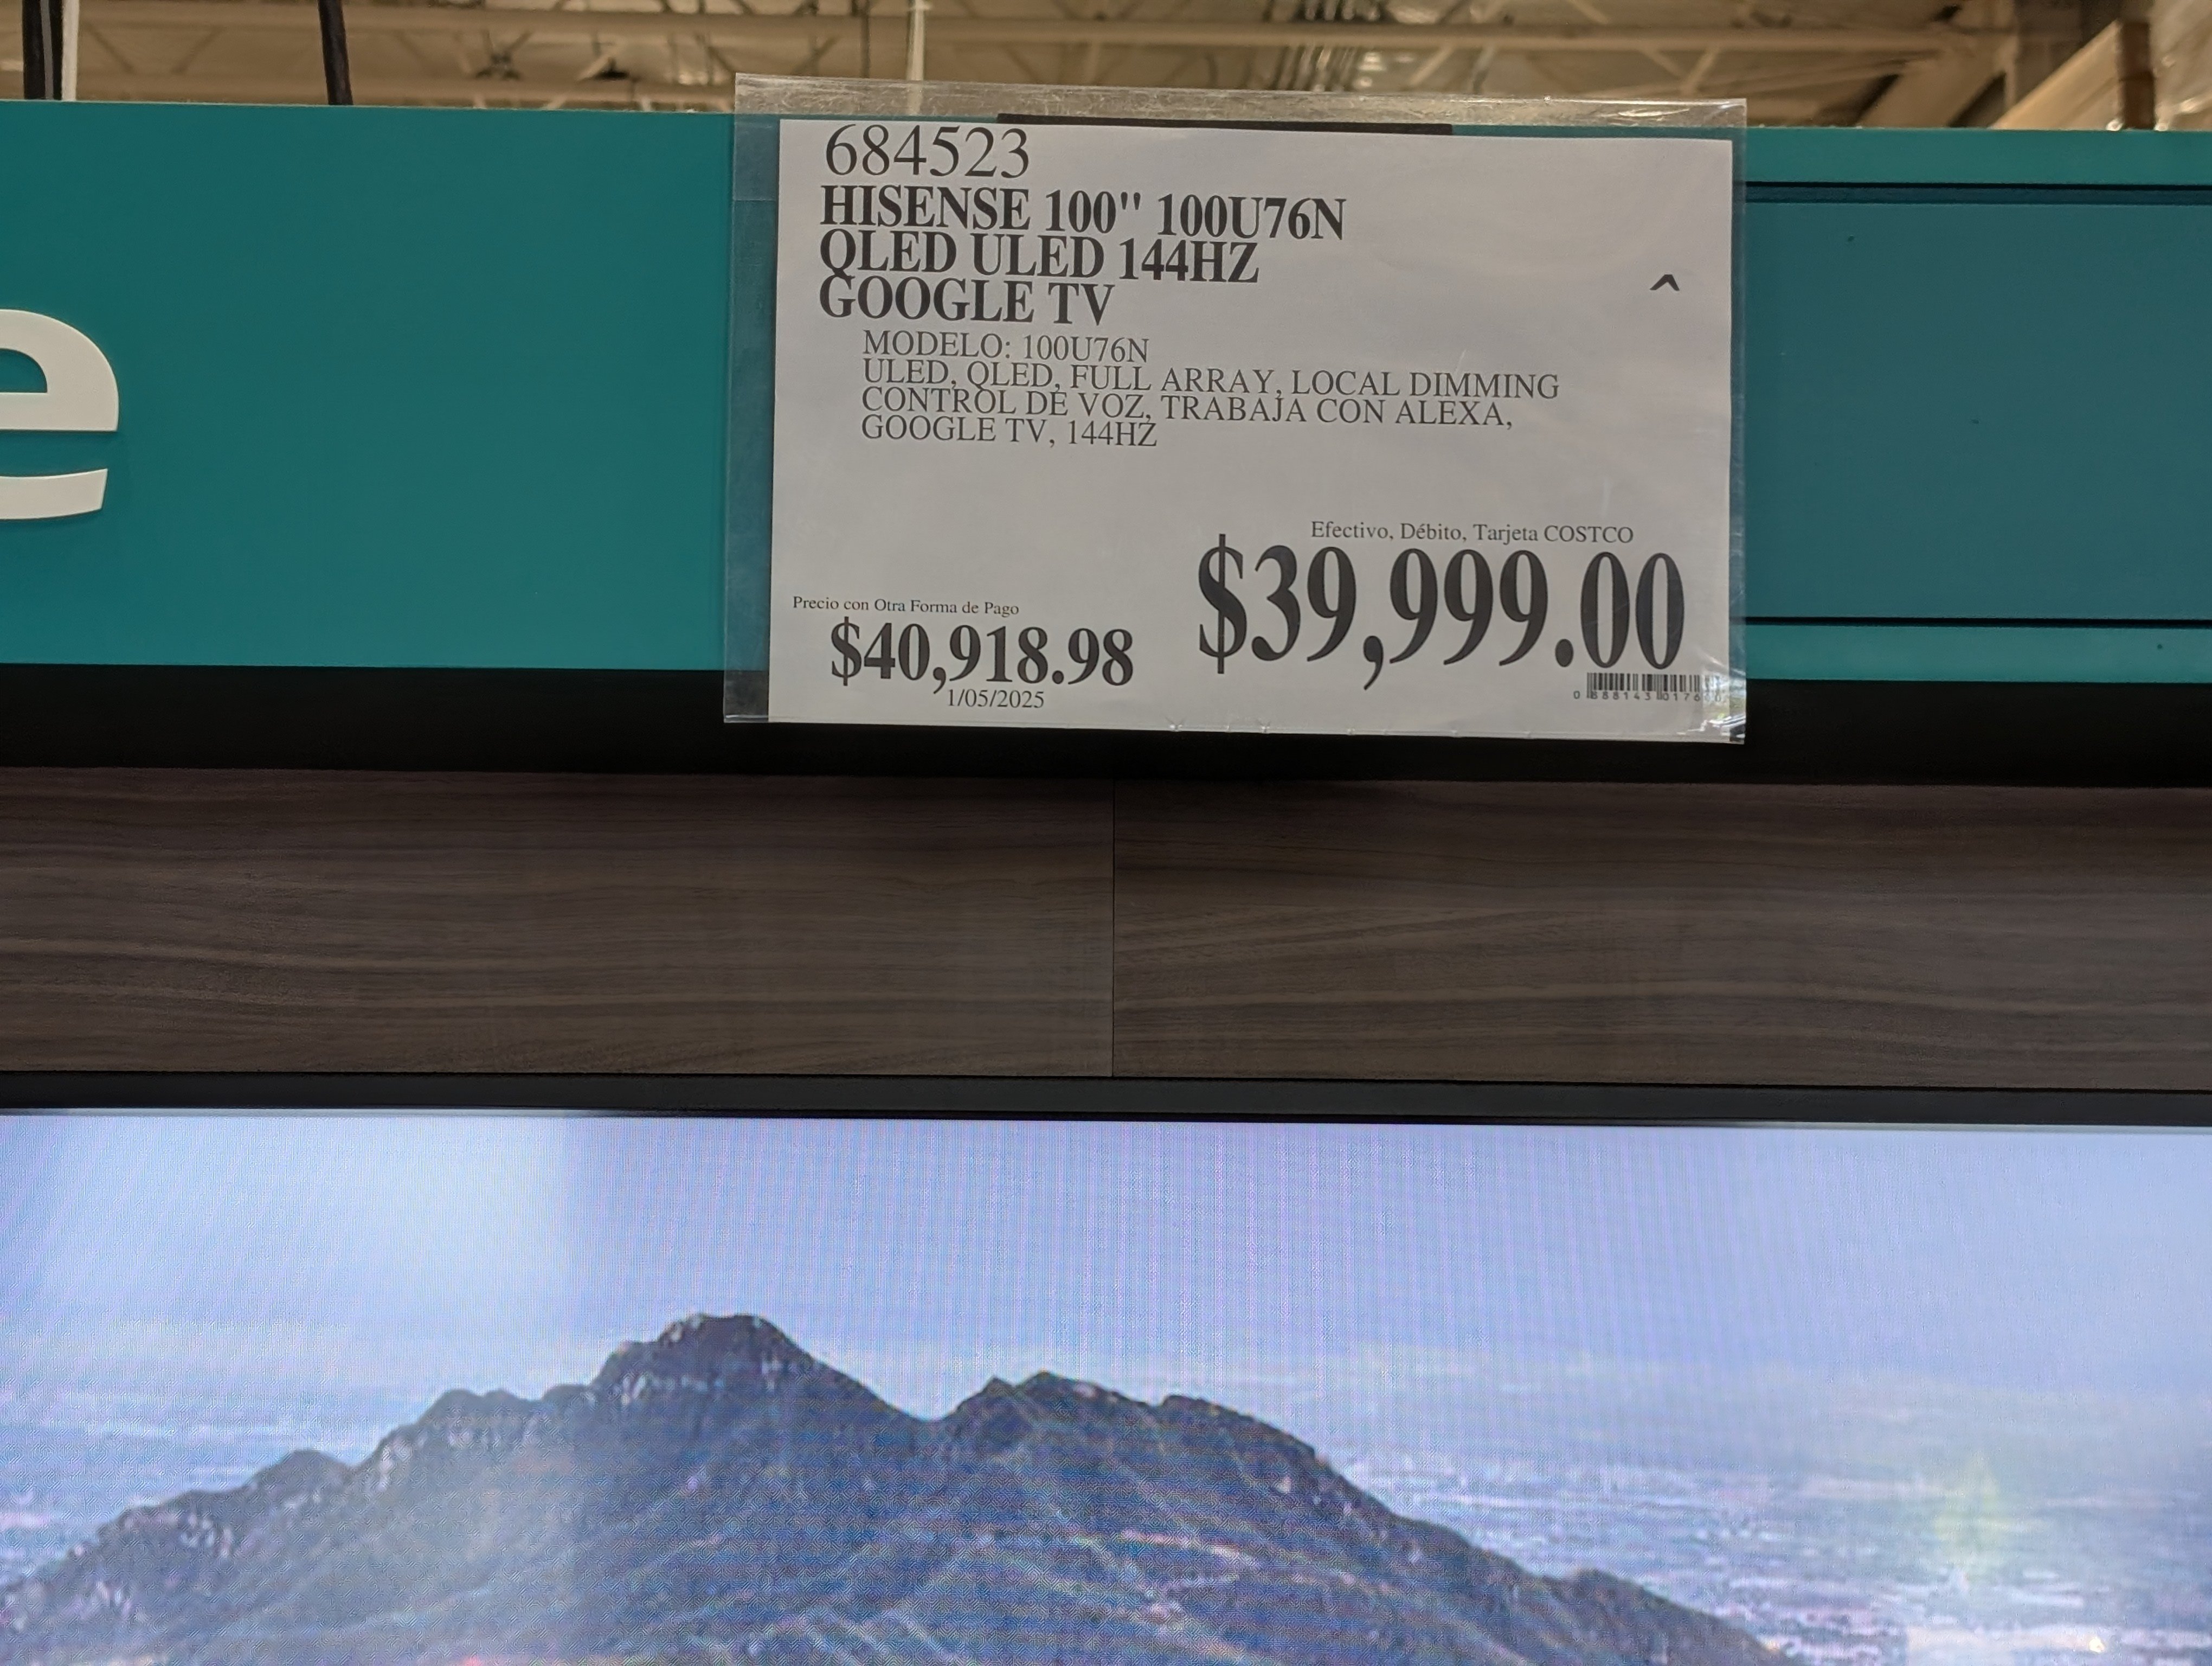 e
684523
HISENSE 100" 100U76N
QLED ULED 144HZ
GOOGLE TV
^
MODELO: 100U76N
ULED, QLED, FULL ARRAY, LOCAL DIMMING
CONTROL DE VOZ, TRABAJA CON ALEXA,
GOOGLE TV, 144HZ
Efectivo, Débito, Tarjeta COSTCO
$39,999.00
Precio con Otra Forma de Pago
$40,918.98
1/05/2025